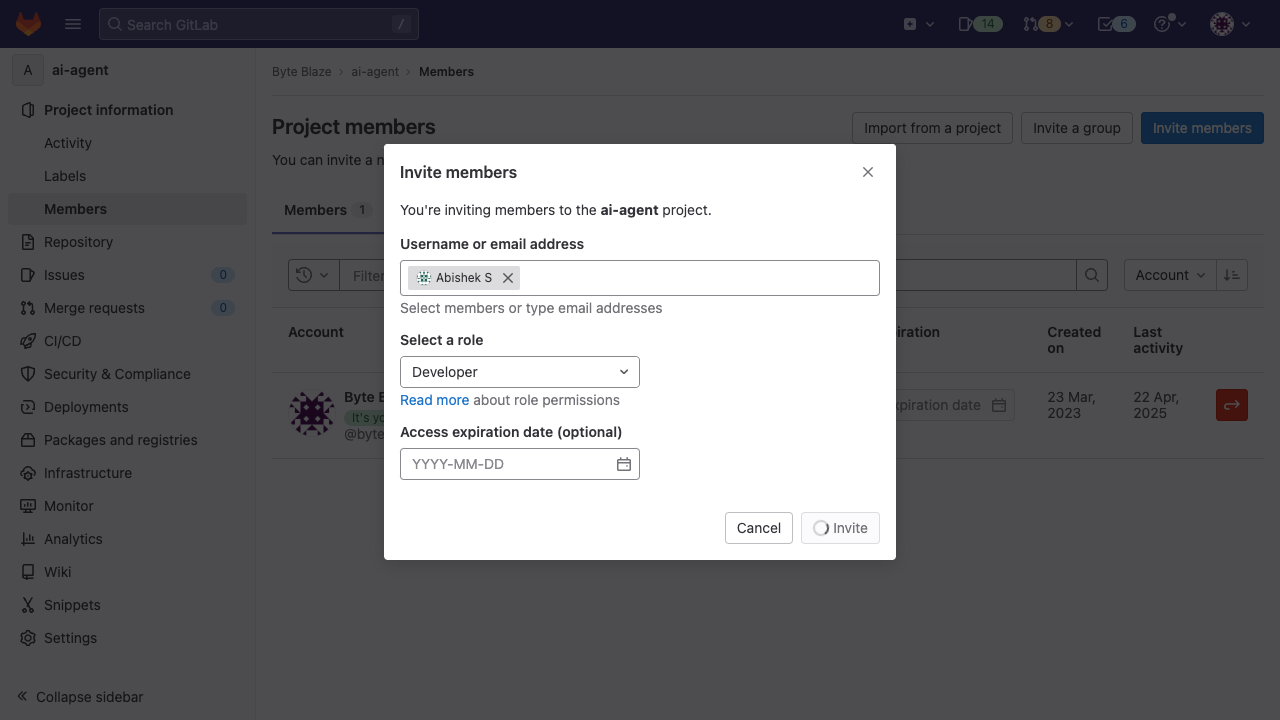 Search GitLab
/
14
8
6
A
ai-agent
Byte Blaze
ai-agent
Members
Project information
Activity
Labels
Members
Repository
Issues
0
Merge requests
0
CI/CD
Security & Compliance
Deployments
Packages and registries
Infrastructure
Monitor
Analytics
Wiki
Snippets
Settings
Collapse sidebar
Project members
Import from a project
Invite a group
Invite members
You can invite a
Members 1
Filter
Account
Account
Created on
Last activity
Byte
It's
@byte
expiration date
23 Mar, 2023
22 Apr, 2025
Invite members
You're inviting members to the ai-agent project.
Username or email address
Abishek S
Select members or type email addresses
Select a role
Developer
Read more about role permissions
Access expiration date (optional)
YYYY-MM-DD
Cancel
Invite